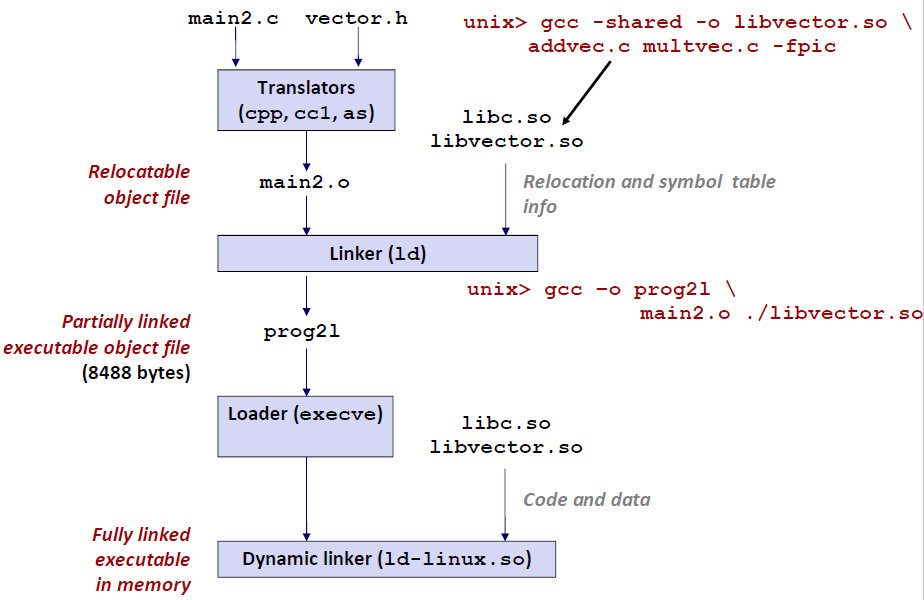 main2.c vector.h
unix> gcc -shared -o libvector.so \
addvec.c multvec.c -fpic
Translators
(cpp, cc1, as)
libc.so
libvector.so
Relocatable
object file
main2.o
Relocation and symbol table
info
Linker (ld)
unix> gcc –o prog2l \
main2.o ./libvector.so
Partially linked
executable object file
(8488 bytes)
prog2l
Loader (execve)
libc.so
libvector.so
Code and data
Fully linked
executable
in memory
Dynamic linker (ld-linux.so)